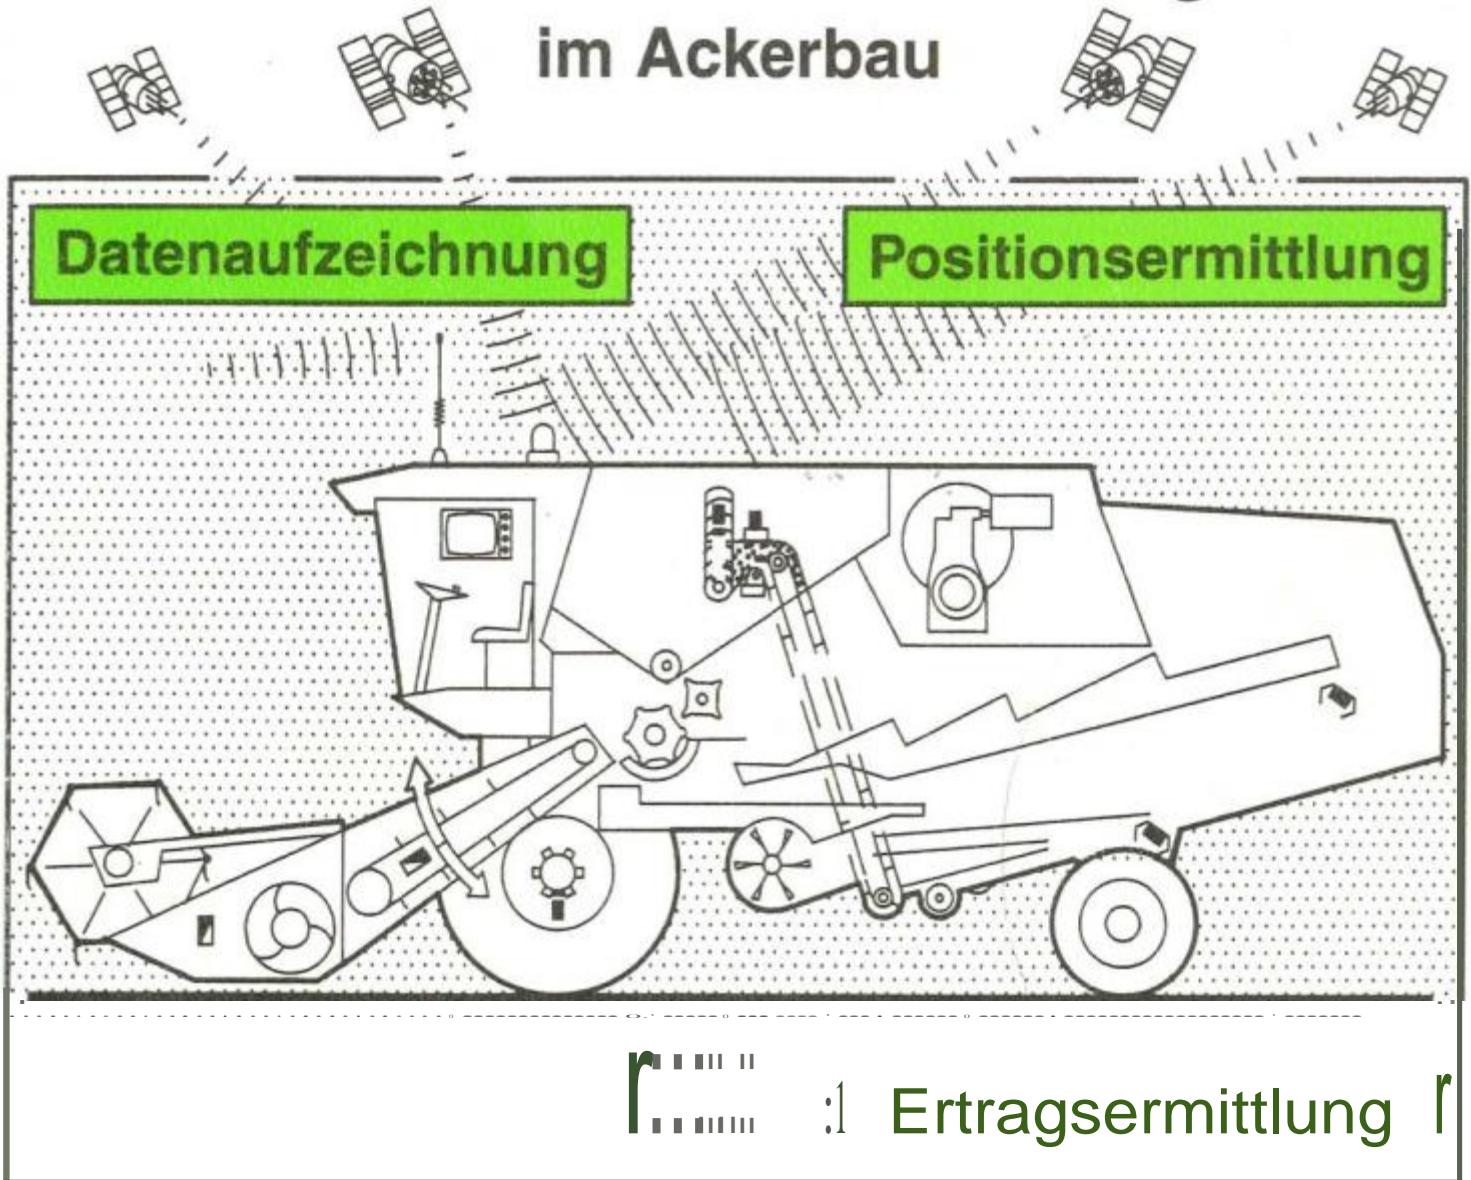 im Ackerbau
Datenaufzeichnung
Positionsermittlung
Ertragsermittlung